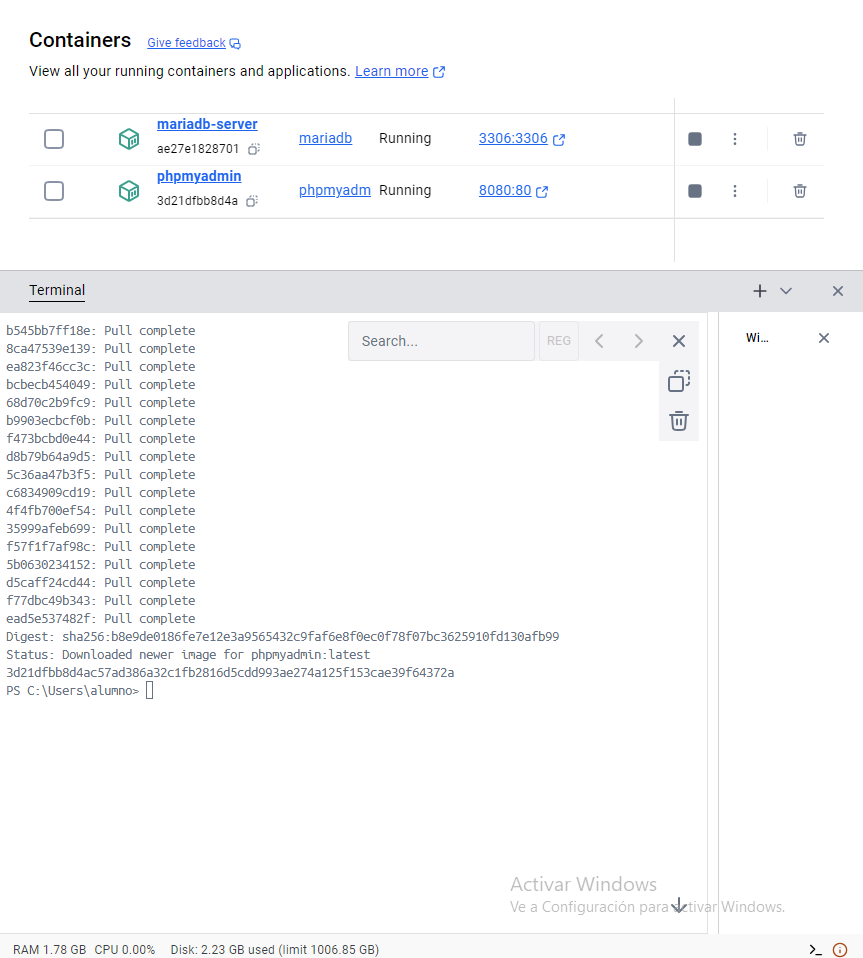 Containers Give feedback
View all your running containers and applications. Learn more
mariadb-server
ae27e1828701
mariadb Running 3306:3306
phpmyadmin
3d21dfbb8d4a
phpmyadm Running 8080:80
Terminal
b545bb7ff18e: Pull complete
8ca47539e139: Pull complete
ea823f46cc3c: Pull complete
bcbecb454049: Pull complete
68d70c2b9fc9: Pull complete
b9903ecbcf0b: Pull complete
f473bcbd0e44: Pull complete
d8b79b64a9d5: Pull complete
5c36aa47b3f5: Pull complete
c6834909cd19: Pull complete
4f4fb700ef54: Pull complete
35999afeb699: Pull complete
f57f1f7af98c: Pull complete
5b0630234152: Pull complete
d5caff24cd44: Pull complete
f77dbc49b343: Pull complete
ead5e537482f: Pull complete
Digest: sha256:b8e9de0186fe7e12e3a9565432c9faf6e8f0ec0f78f07bc3625910fd130afb99
Status: Downloaded newer image for phpmyadmin:latest
3d21dfbb8d4ac57ad386a32c1fb2816d5cdd993ae274a125f153cae39f64372a
PS C:\Users\alumno>
Search... REG
Wi...
Activar Windows
Ve a Configuración para activar Windows.
RAM 1.78 GB CPU 0.00% Disk: 2.23 GB used (limit 1006.85 GB)